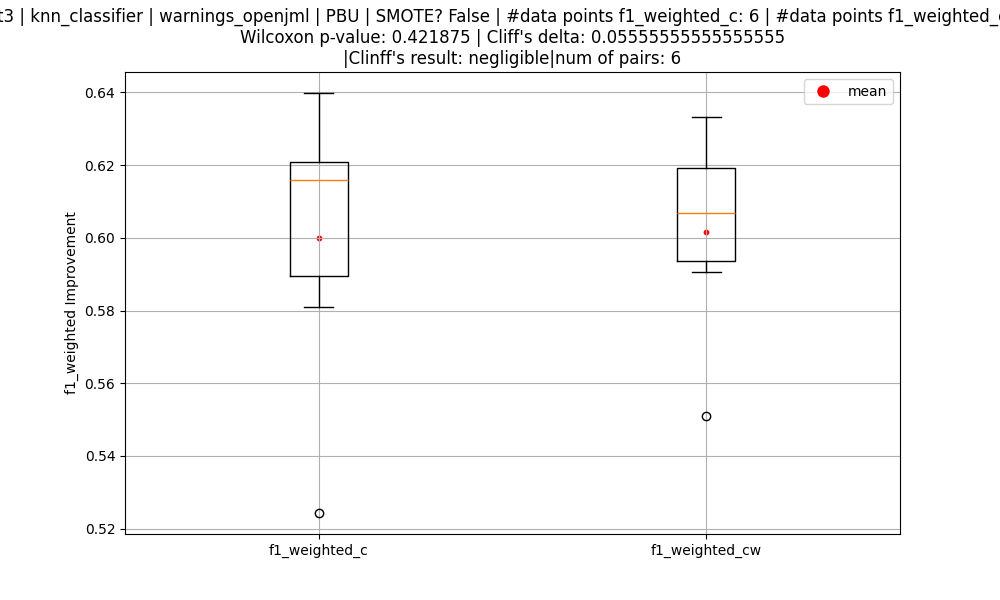 t3 | knn_classifier | warnings_openjml | PBU | SMOTE? False | #data points f1_weighted_c: 6 | #data points f1_weighted_c
Wilcoxon p-value: 0.421875 | Cliff's delta: 0.05555555555555555
|Clinff's result: negligible|num of pairs: 6
mean
0.64
0.62
0.60
0.58
0.56
0.54
0.52
f1_weighted Improvement
f1_weighted_c
f1_weighted_cw